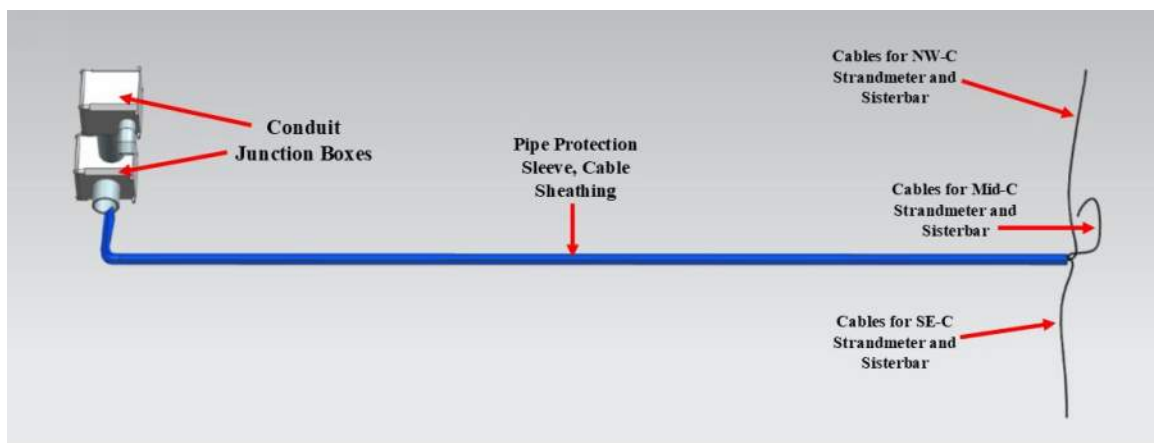 Cables for NW-C
Strandmeter and
Sisterbar
Conduit
Junction Boxes
Pipe Protection
Sleeve, Cable
Sheathing
Cables for Mid-C
Strandmeter and
Sisterbar
Cables for SE-C
Strandmeter and
Sisterbar